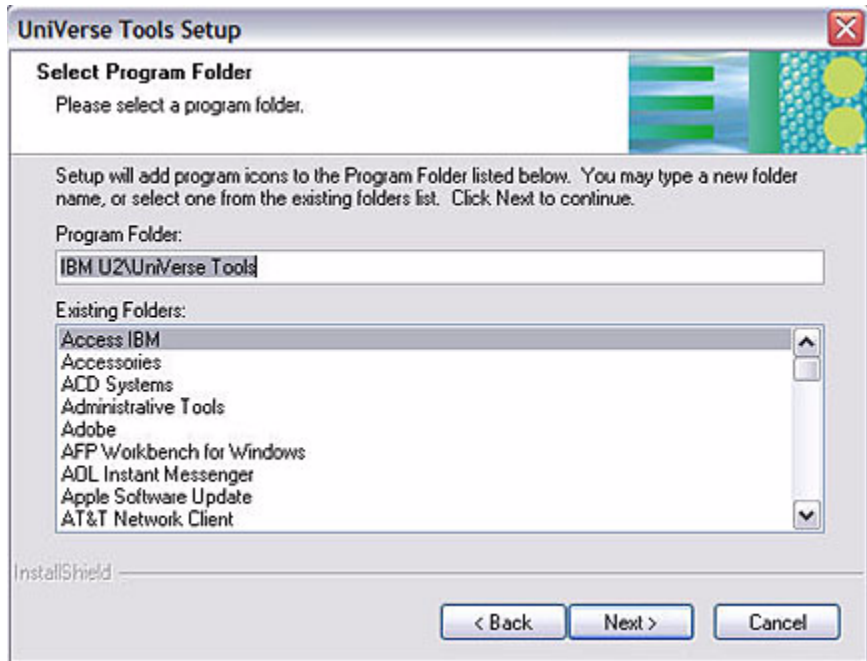 UniVerse Tools Setup
Select Program Folder
Please select a program folder.
Setup will add program icons to the Program Folder listed below. You may type a new folder
name, or select one from the existing folders list. Click Next to continue.
Program Folder:
IBM U2\UniVerse Tools
Existing Folders:
Access IBM
Accessories
ACD Systems
Administrative Tools
Adobe
AFP Workbench for Windows
AOL Instant Messenger
Apple Software Update
AT&T Network Client
InstallShield
< Back
Next >
Cancel